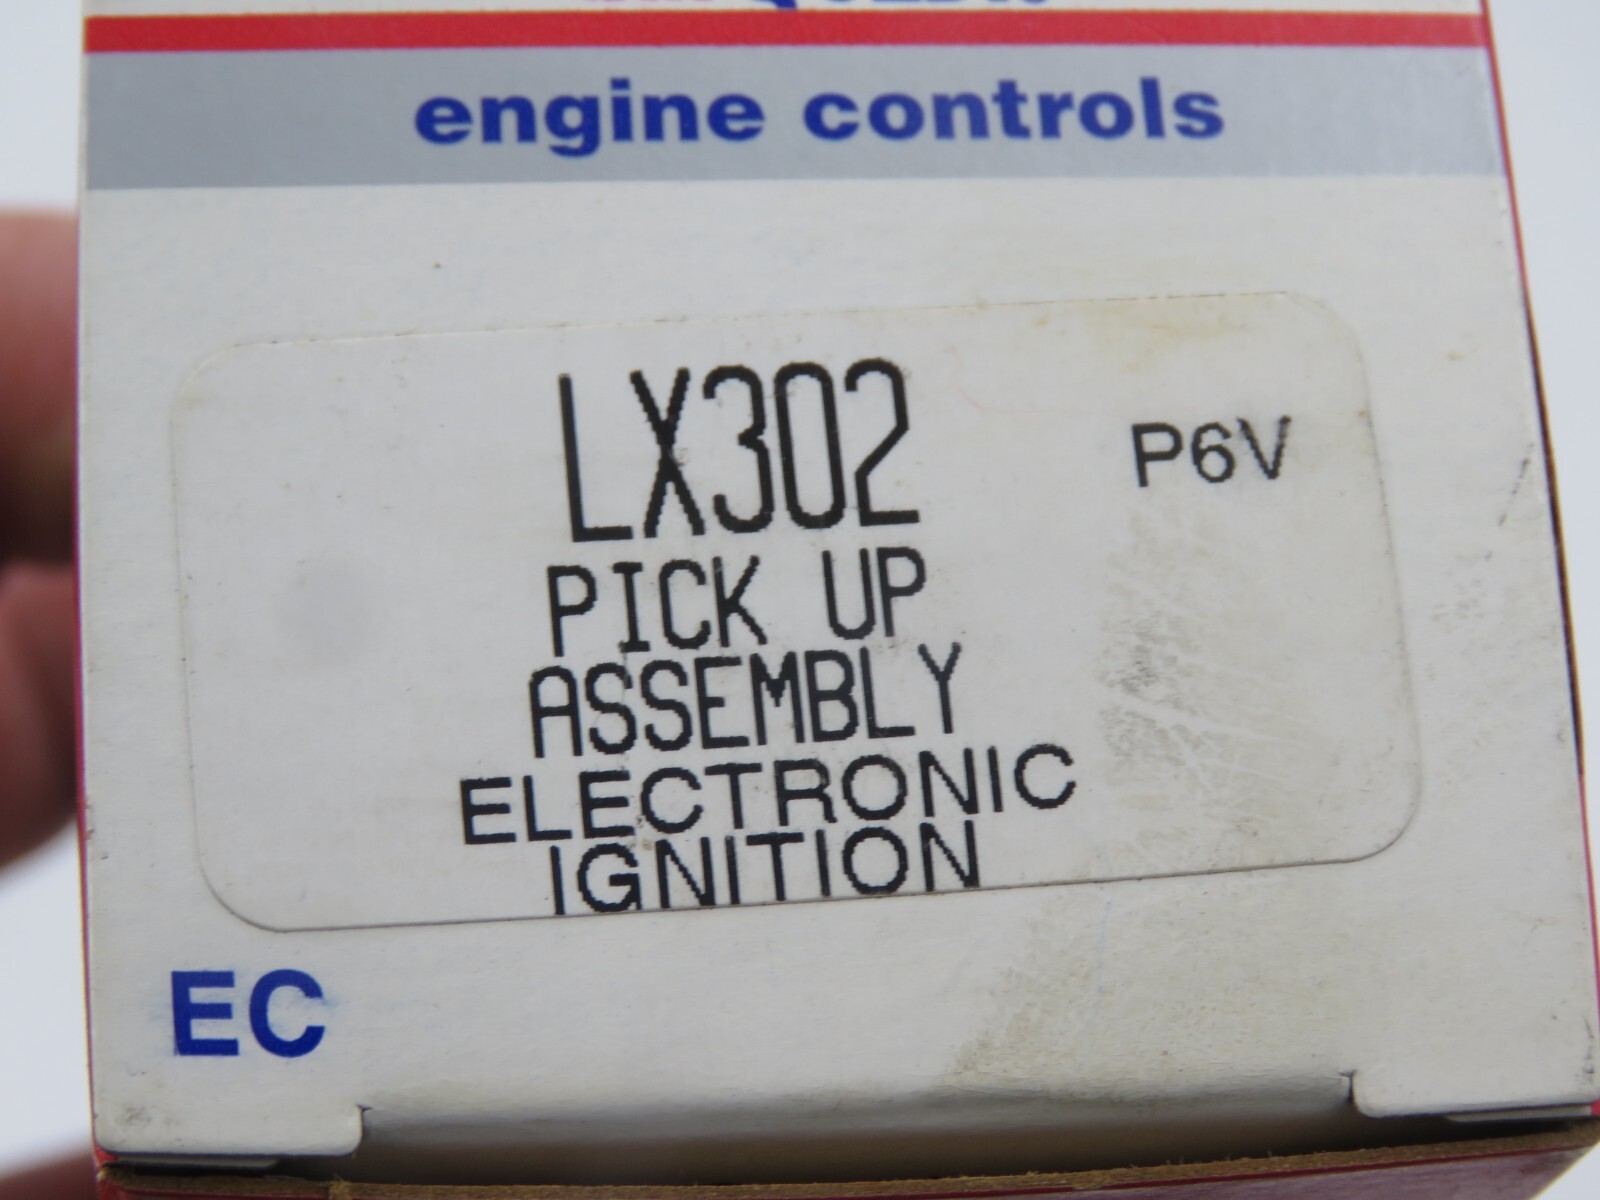 engine controls
LX302
P6V
PICK UP
ASSEMBLY
ELECTRONIC
IGNITION
EC